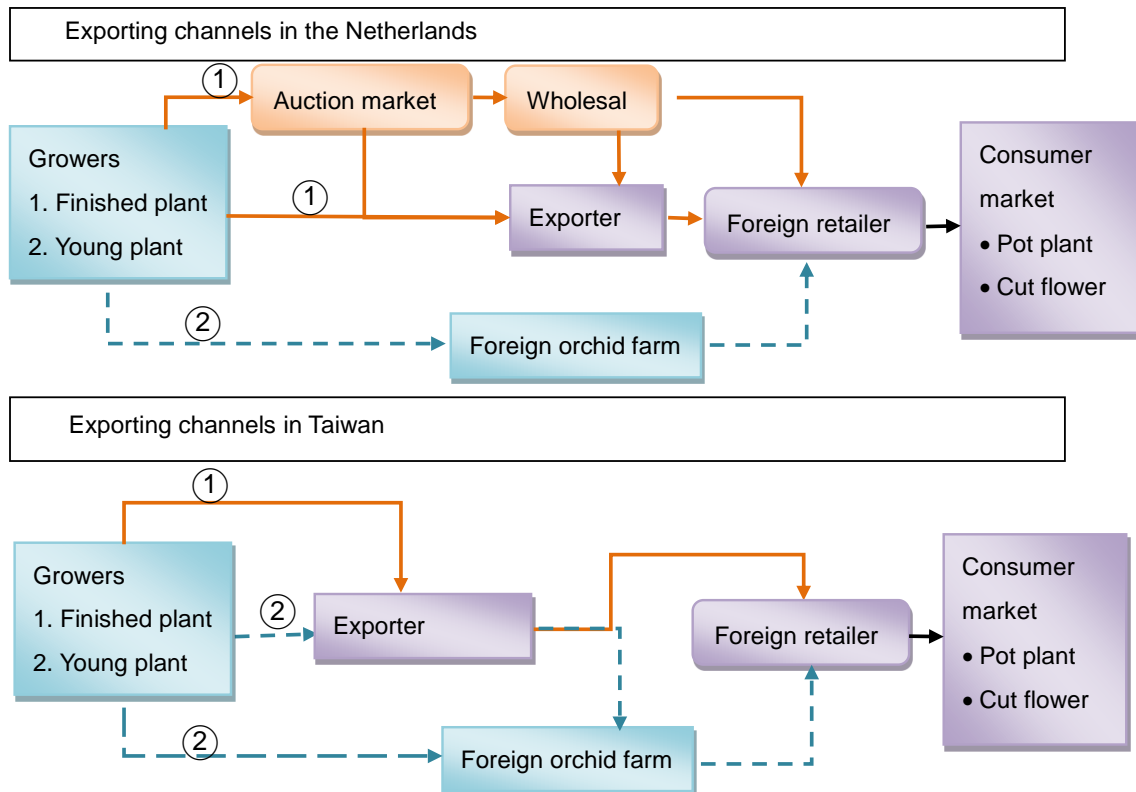 Exporting channels in the Netherlands
1
Auction market
Wholesal
Growers
1. Finished plant
2. Young plant
1
Exporter
Foreign retailer
Consumer
market
• Pot plant
• Cut flower
2
Foreign orchid farm
Exporting channels in Taiwan
1
Growers
1. Finished plant
2. Young plant
2
Exporter
Foreign retailer
Consumer
market
• Pot plant
• Cut flower
2
Foreign orchid farm